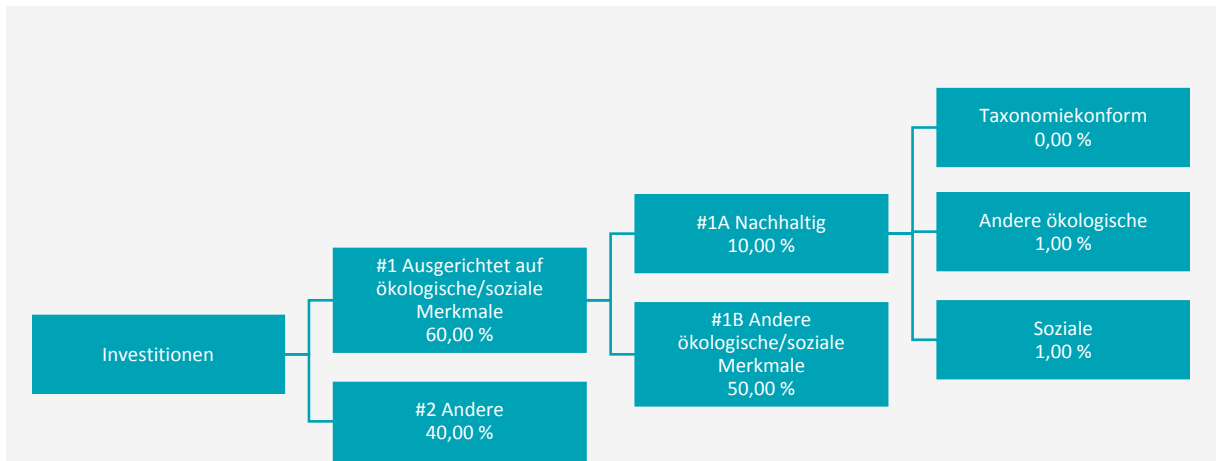 Investitionen
#1 Ausgerichtet auf
ökologische/soziale
Merkmale
60,00 %
#2 Andere
40,00 %
#1A Nachhaltig
10,00 %
#1B Andere
ökologische/soziale
Merkmale
50,00 %
Taxonomiekonform
0,00 %
Andere ökologische
1,00 %
Soziale
1,00 %